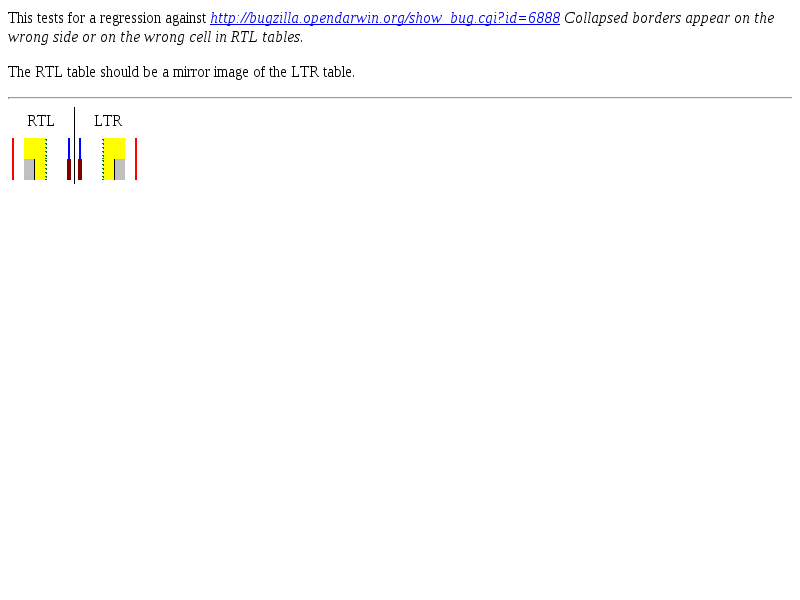 This tests for a regression against http://bugzilla.opendarwin.org/show_bug.cgi?id=6888 Collapsed borders appear on the
wrong side or on the wrong cell in RTL tables.
The RTL table should be a mirror image of the LTR table.
RTL LTR